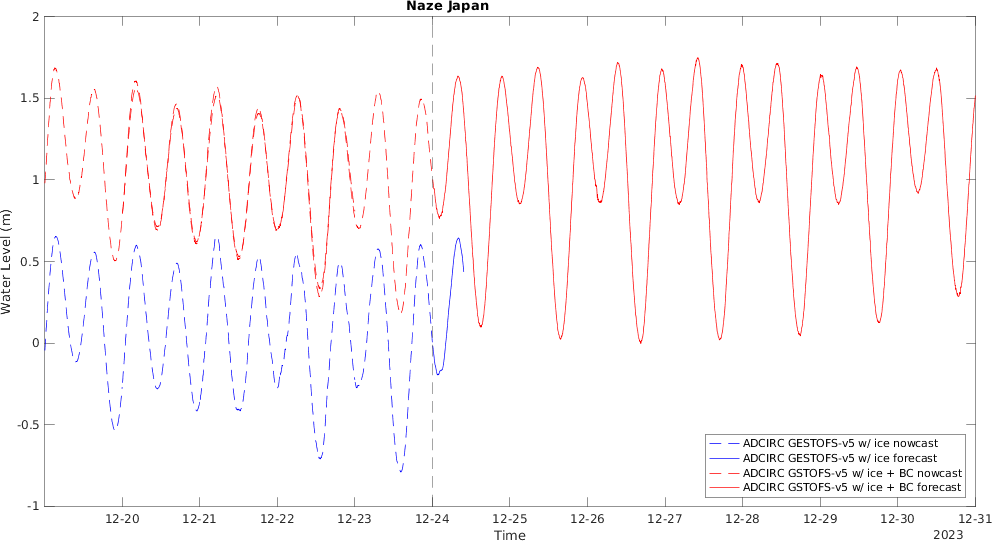 Naze Japan
Water Level (m)
2
1.5
1
0.5
0
-0.5
-1
12-20 12-21 12-22 12-23 12-24 12-25 12-26 12-27 12-28 12-29 12-30 12-31
Time
2023
ADCIRC GESTOFS-v5 w/ ice nowcast
ADCIRC GESTOFS-v5 w/ ice forecast
ADCIRC GSTOFS-v5 w/ ice + BC nowcast
ADCIRC GSTOFS-v5 w/ ice + BC forecast